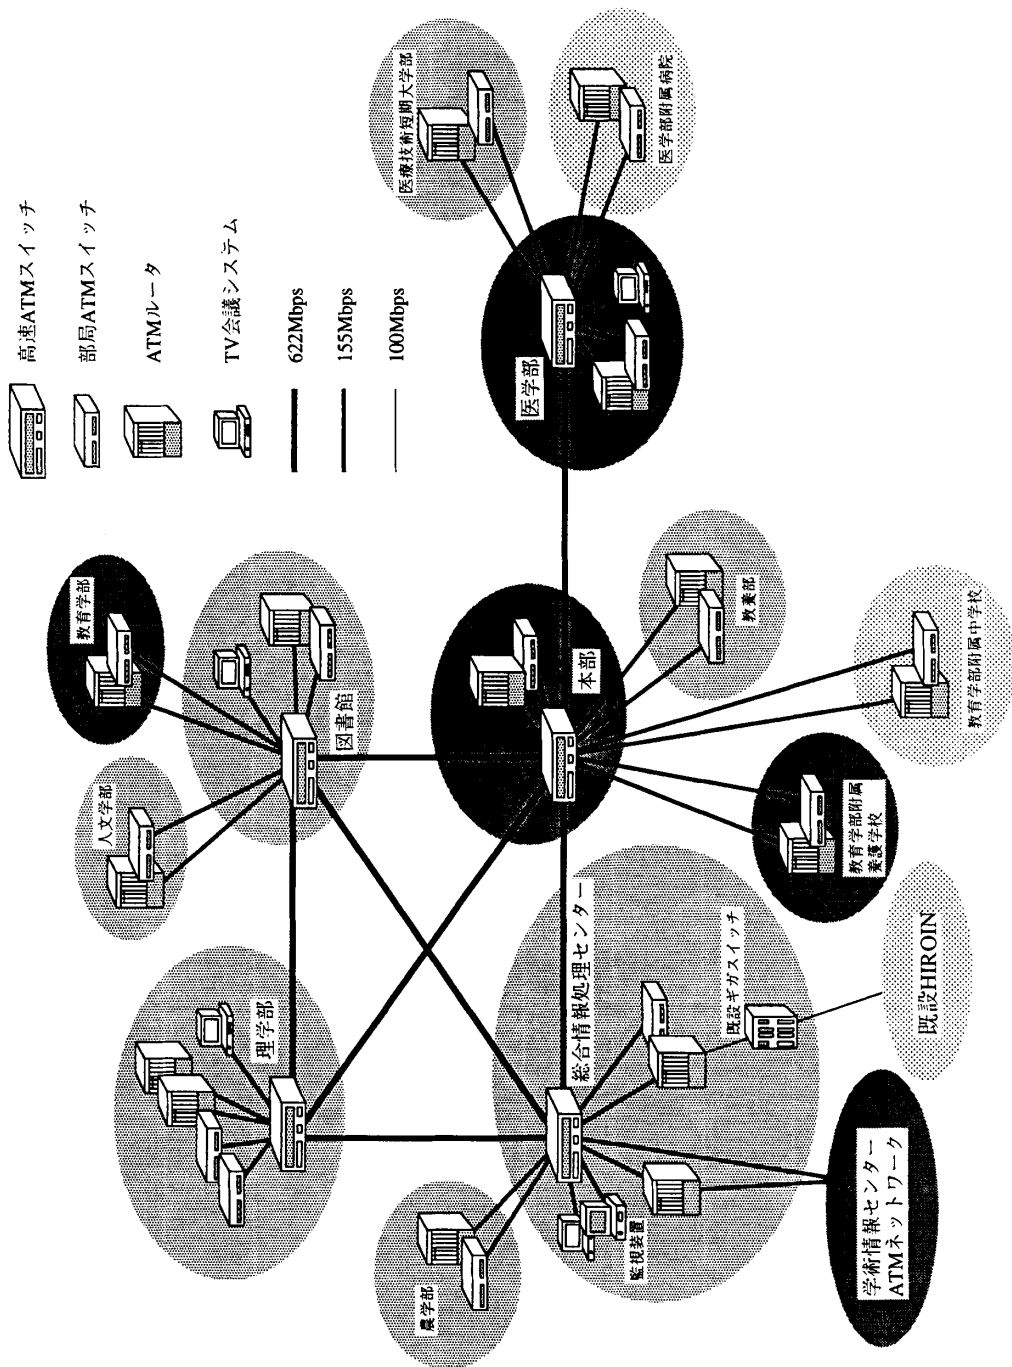 高速ATMスイッチ
部局ATMスイッチ
ATMルータ
TV会議システム
622Mbps
155Mbps
100Mbps
教育学部
人文学部
図書館
理学部
農学部
総合情報処理センター
監視装置
既設ギガスイッチ
既設HIROIN
学術情報センター
ATMネットワーク
本部
教養部
教育学部附属中学校
教育学部附属
養護学校
医学部
医療技術短期大学部
医学部附属病院